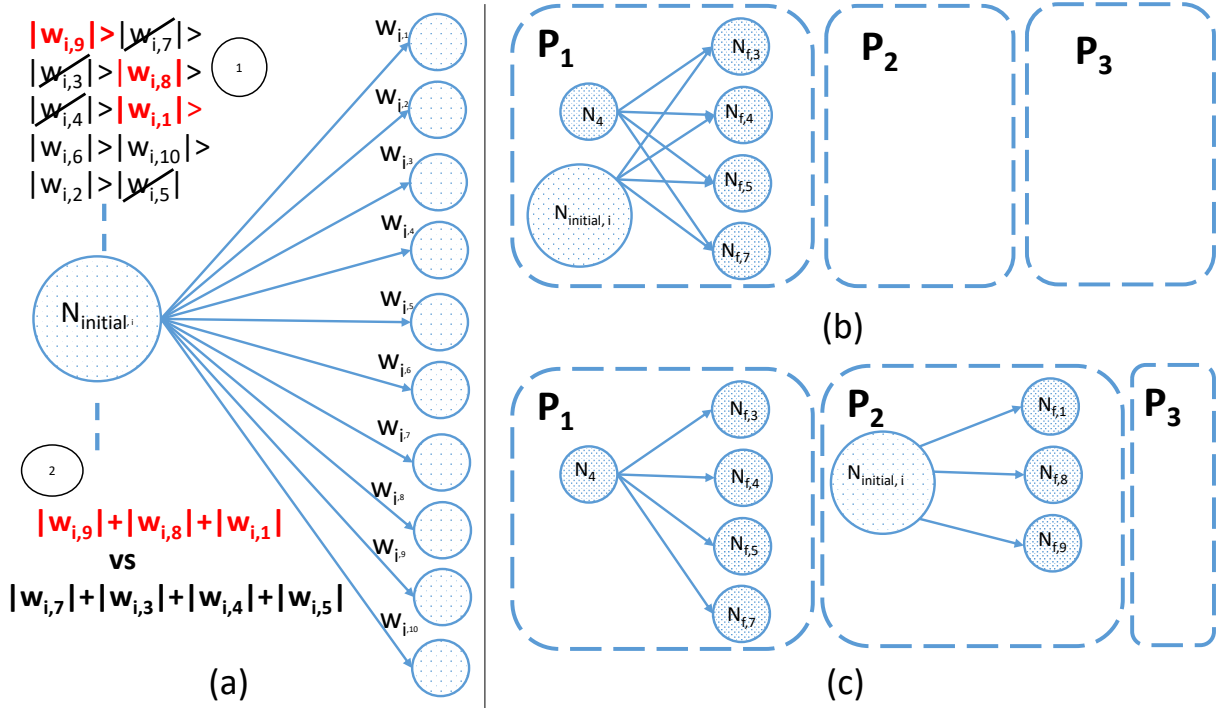 |w_{i,9}|>|w_{i,7}|>
|w_{i,3}|>|w_{i,8}|>
|w_{i,4}|>|w_{i,1}|>
|w_{i,6}|>|w_{i,10}|>
|w_{i,2}|>|w_{i,5}|
1
N_{initial, i}
2
|w_{i,9}|+|w_{i,8}|+|w_{i,1}|
vs
|w_{i,7}|+|w_{i,3}|+|w_{i,4}|+|w_{i,5}|
w_{i,1}
w_{i,2}
w_{i,3}
w_{i,4}
w_{i,5}
w_{i,6}
w_{i,7}
w_{i,8}
w_{i,9}
w_{i,10}
(a)
P_1
N_4
N_{initial, i}
N_{f,3}
N_{f,4}
N_{f,5}
N_{f,7}
P_2
P_3
(b)
P_1
N_4
N_{f,3}
N_{f,4}
N_{f,5}
N_{f,7}
P_2
N_{initial, i}
N_{f,1}
N_{f,8}
N_{f,9}
P_3
(c)